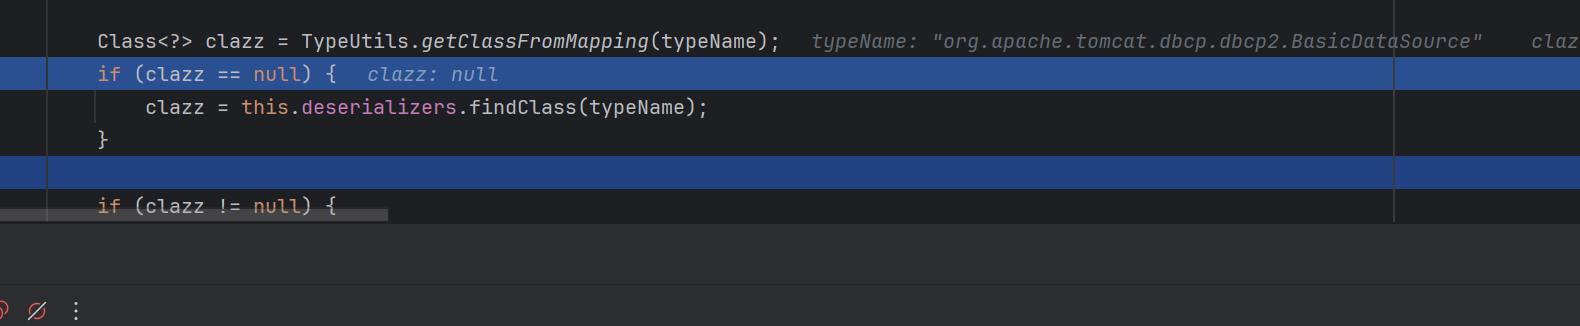 Class<?> clazz = TypeUtils.getClassFromMapping(typeName);   typeName: "org.apache.tomcat.dbcp.dbcp2.BasicDataSource"    claz
if (clazz == null) {   clazz: null
    clazz = this.deserializers.findClass(typeName);
}
if (clazz != null) {